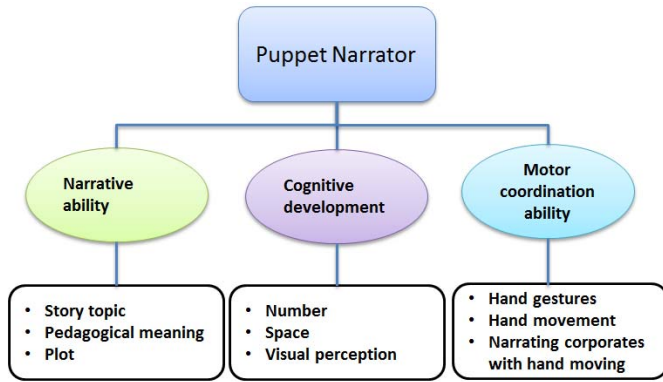 Puppet Narrator
Narrative
ability
Cognitive
development
Motor
coordination
ability
• Story topic
• Pedagogical meaning
• Plot
• Number
• Space
• Visual perception
• Hand gestures
• Hand movement
• Narrating corporates
with hand moving